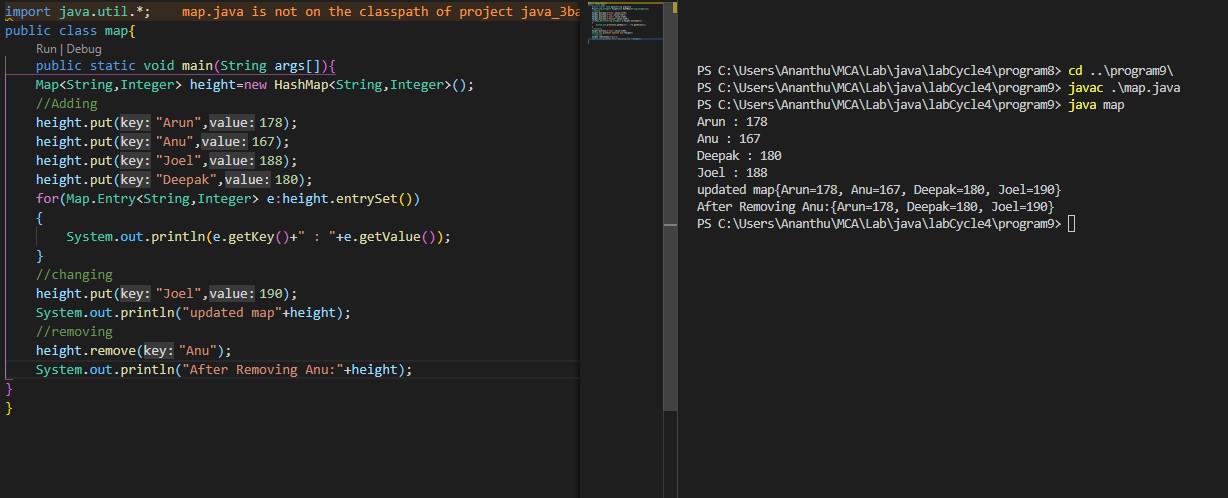 import java.util.*;    map.java is not on the classpath of project java_3ba
public class map{
Run | Debug
public static void main(String args[]){
Map<String,Integer> height=new HashMap<String,Integer>();
//Adding
height.put(key: "Arun",value: 178);
height.put(key: "Anu",value: 167);
height.put(key: "Joel",value: 188);
height.put(key: "Deepak",value: 180);
for(Map.Entry<String,Integer> e:height.entrySet())
{
System.out.println(e.getKey()+" : "+e.getValue());
}
//changing
height.put(key: "Joel",value: 190);
System.out.println("updated map"+height);
//removing
height.remove(key: "Anu");
System.out.println("After Removing Anu:"+height);
}
}
PS C:\Users\Ananthu\MCA\Lab\java\labCycle4\program8> cd ..\program9\
PS C:\Users\Ananthu\MCA\Lab\java\labCycle4\program9> javac .\map.java
PS C:\Users\Ananthu\MCA\Lab\java\labCycle4\program9> java map
Arun : 178
Anu : 167
Deepak : 180
Joel : 188
updated map{Arun=178, Anu=167, Deepak=180, Joel=190}
After Removing Anu:{Arun=178, Deepak=180, Joel=190}
PS C:\Users\Ananthu\MCA\Lab\java\labCycle4\program9>